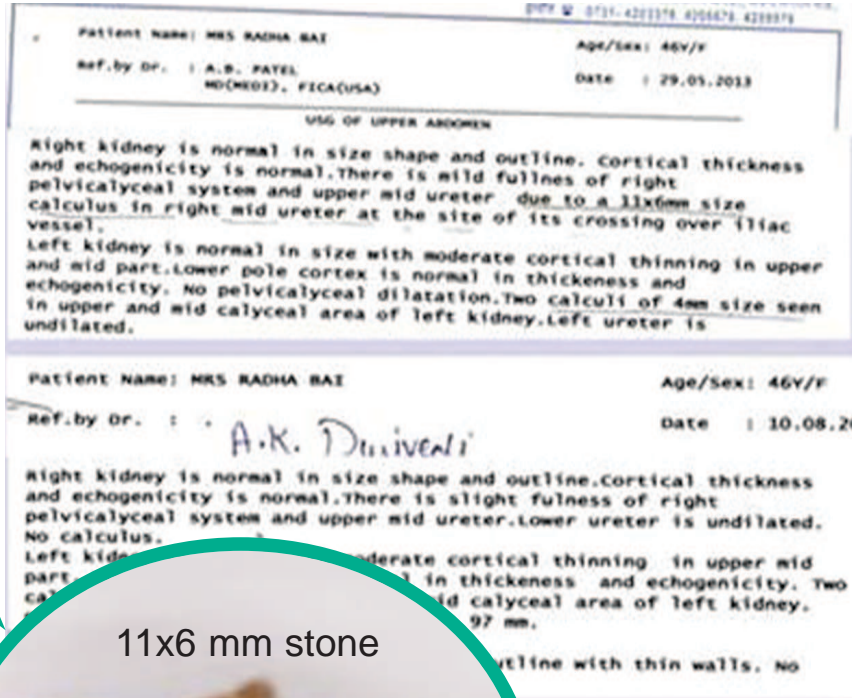 0731-4203378, 4206678, 4289979
Patient Name: MRS RADHA BAI
Age/Sex: 46Y/F
Ref.by Dr. : A.B. PATEL
MD(MEDI). FICA(USA)
Date : 29.05.2013
USG OF UPPER ABDOMEN
Right kidney is normal in size shape and outline. Cortical thickness
and echogenicity is normal.There is mild fullnes of right
pelvicalyceal system and upper mid ureter due to a 11x6mm size
calculus in right mid ureter at the site of its crossing over iliac
vessel.
Left kidney is normal in size with moderate cortical thinning in upper
and mid part.Lower pole cortex is normal in thickeness and
echogenicity. No pelvicalyceal dilatation.Two calculi of 4mm size seen
in upper and mid calyceal area of left kidney.Left ureter is
undilated.
Patient Name: MRS RADHA BAI
Age/Sex: 46Y/F
Ref.by Dr. : . A.K.
Date : 10.08.20
Right kidney is normal in size shape and outline.Cortical thickness
and echogenicity is normal.There is slight fulness of right
pelvicalyceal system and upper mid ureter.Lower ureter is undilated.
No calculus.
Left kidne oderate cortical thinning in upper mid
part. l in thickeness and echogenicity. Two
cal id calyceal area of left kidney.
97 mm.
utline with thin walls. No
11x6 mm stone